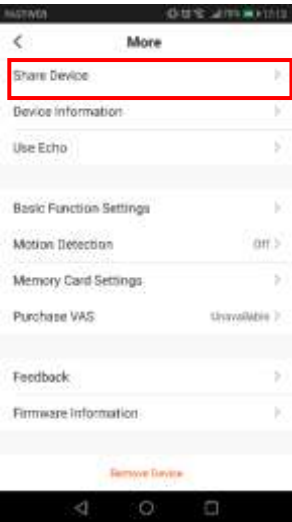 FASTWEB
More
Share Device
Device Information
Use Echo
Basic Function Settings
Motion Detection Off
Memory Card Settings
Purchase VAS Unavailable
Feedback
Firmware Information
Remove Device